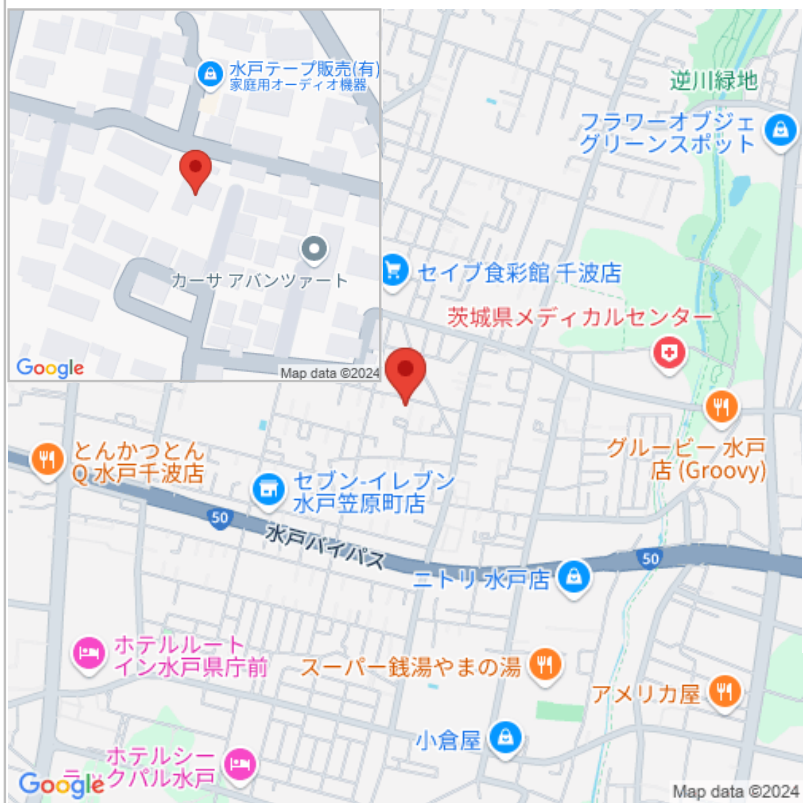 水戸テープ販売(有)
家庭用オーディオ機器
カーサ アバンツァート
Google
Map data ©2024
逆川緑地
フラワーオブジェ
グリーンスポット
セイブ食彩館 千波店
茨城県メディカルセンター
グルービー 水戸
店 (Groovy)
とんかつとん
Q 水戸千波店
セブン-イレブン
水戸笠原町店
50
水戸バイパス
50
ニトリ 水戸店
ホテルルート
イン水戸県庁前
スーパー銭湯やまの湯
アメリカ屋
小倉屋
ホテルシー
ラックパル水戸
Google
Map data ©2024